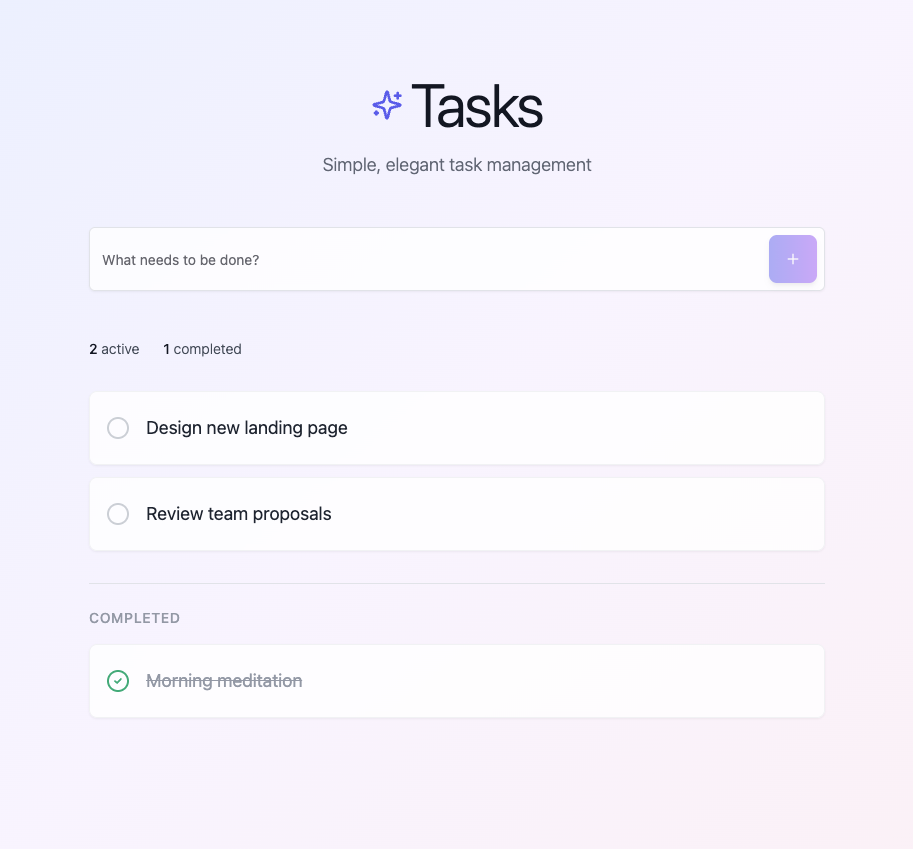 Tasks
Simple, elegant task management
What needs to be done?
2 active 1 completed
Design new landing page
Review team proposals
COMPLETED
Morning meditation